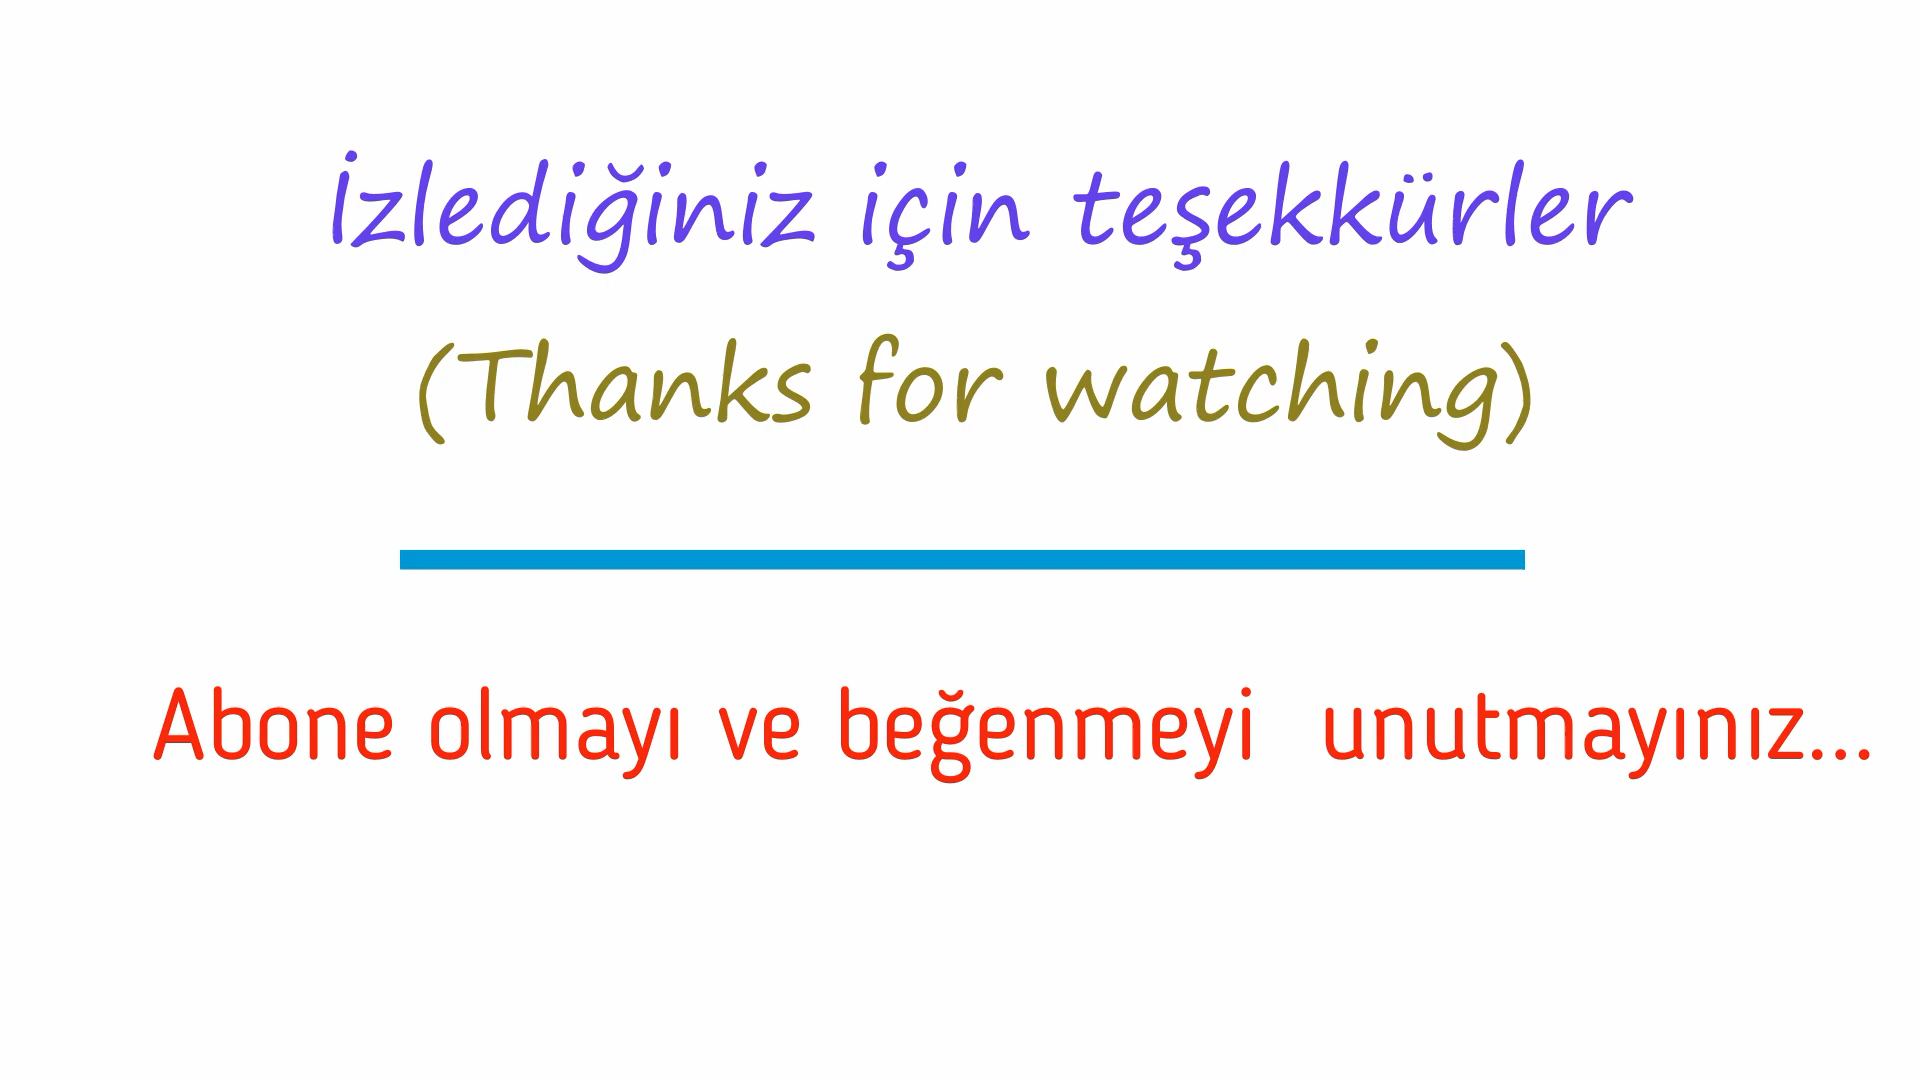 İzlediğiniz için teşekkürler
(Thanks for watching)
Abone olmayı ve beğenmeyi  unutmayınız...